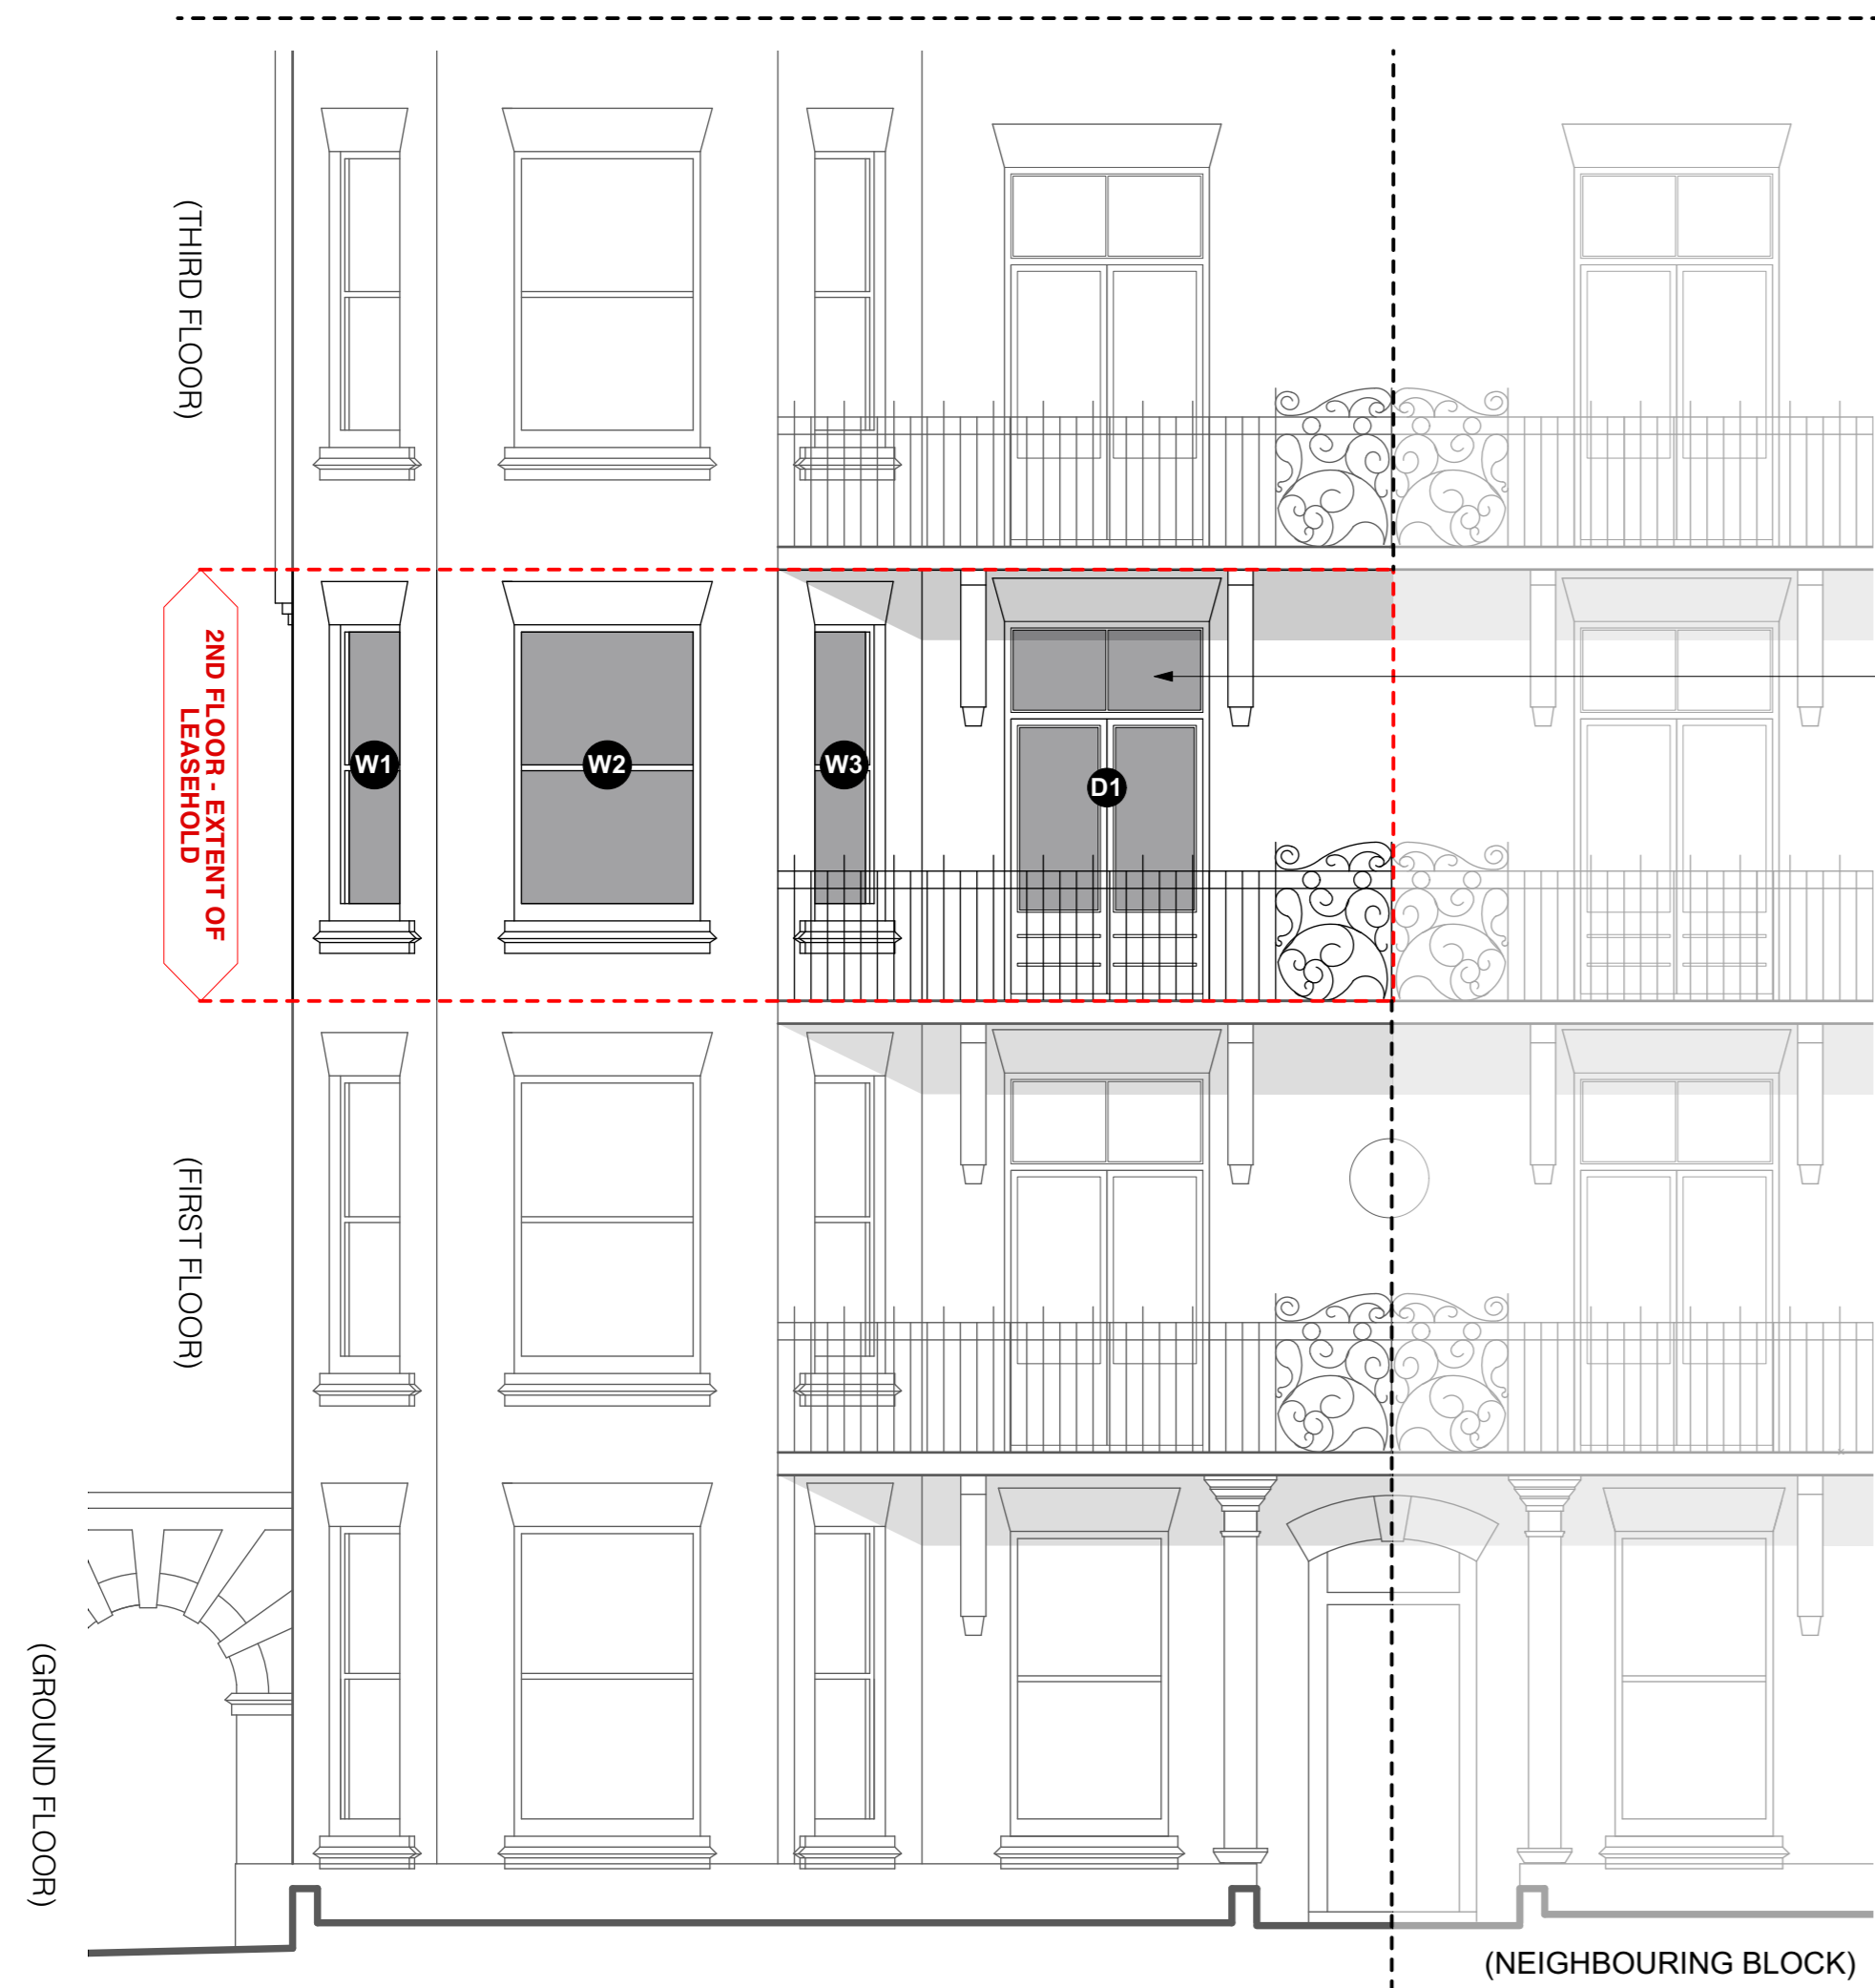 (THIRD FLOOR)
2ND FLOOR - EXTENT OF
LEASEHOLD
W1
W2
W3
D1
(FIRST FLOOR)
(GROUND FLOOR)
(NEIGHBOURING BLOCK)